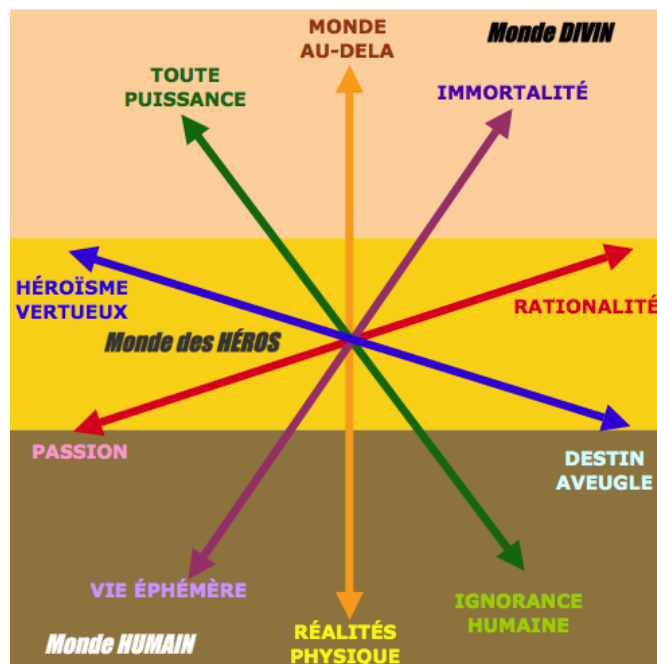 MONDE
AU-DELA
Monde DIVIN
TOUTE
PUISSANCE
IMMORTALITÉ
HÉROÏSME
VERTUEUX
RATIONALITÉ
Monde des HÉROS
PASSION
DESTIN
AVEUGLE
VIE ÉPHÉMÈRE
IGNORANCE
HUMAINE
Monde HUMAIN
RÉALITÉS
PHYSIQUE